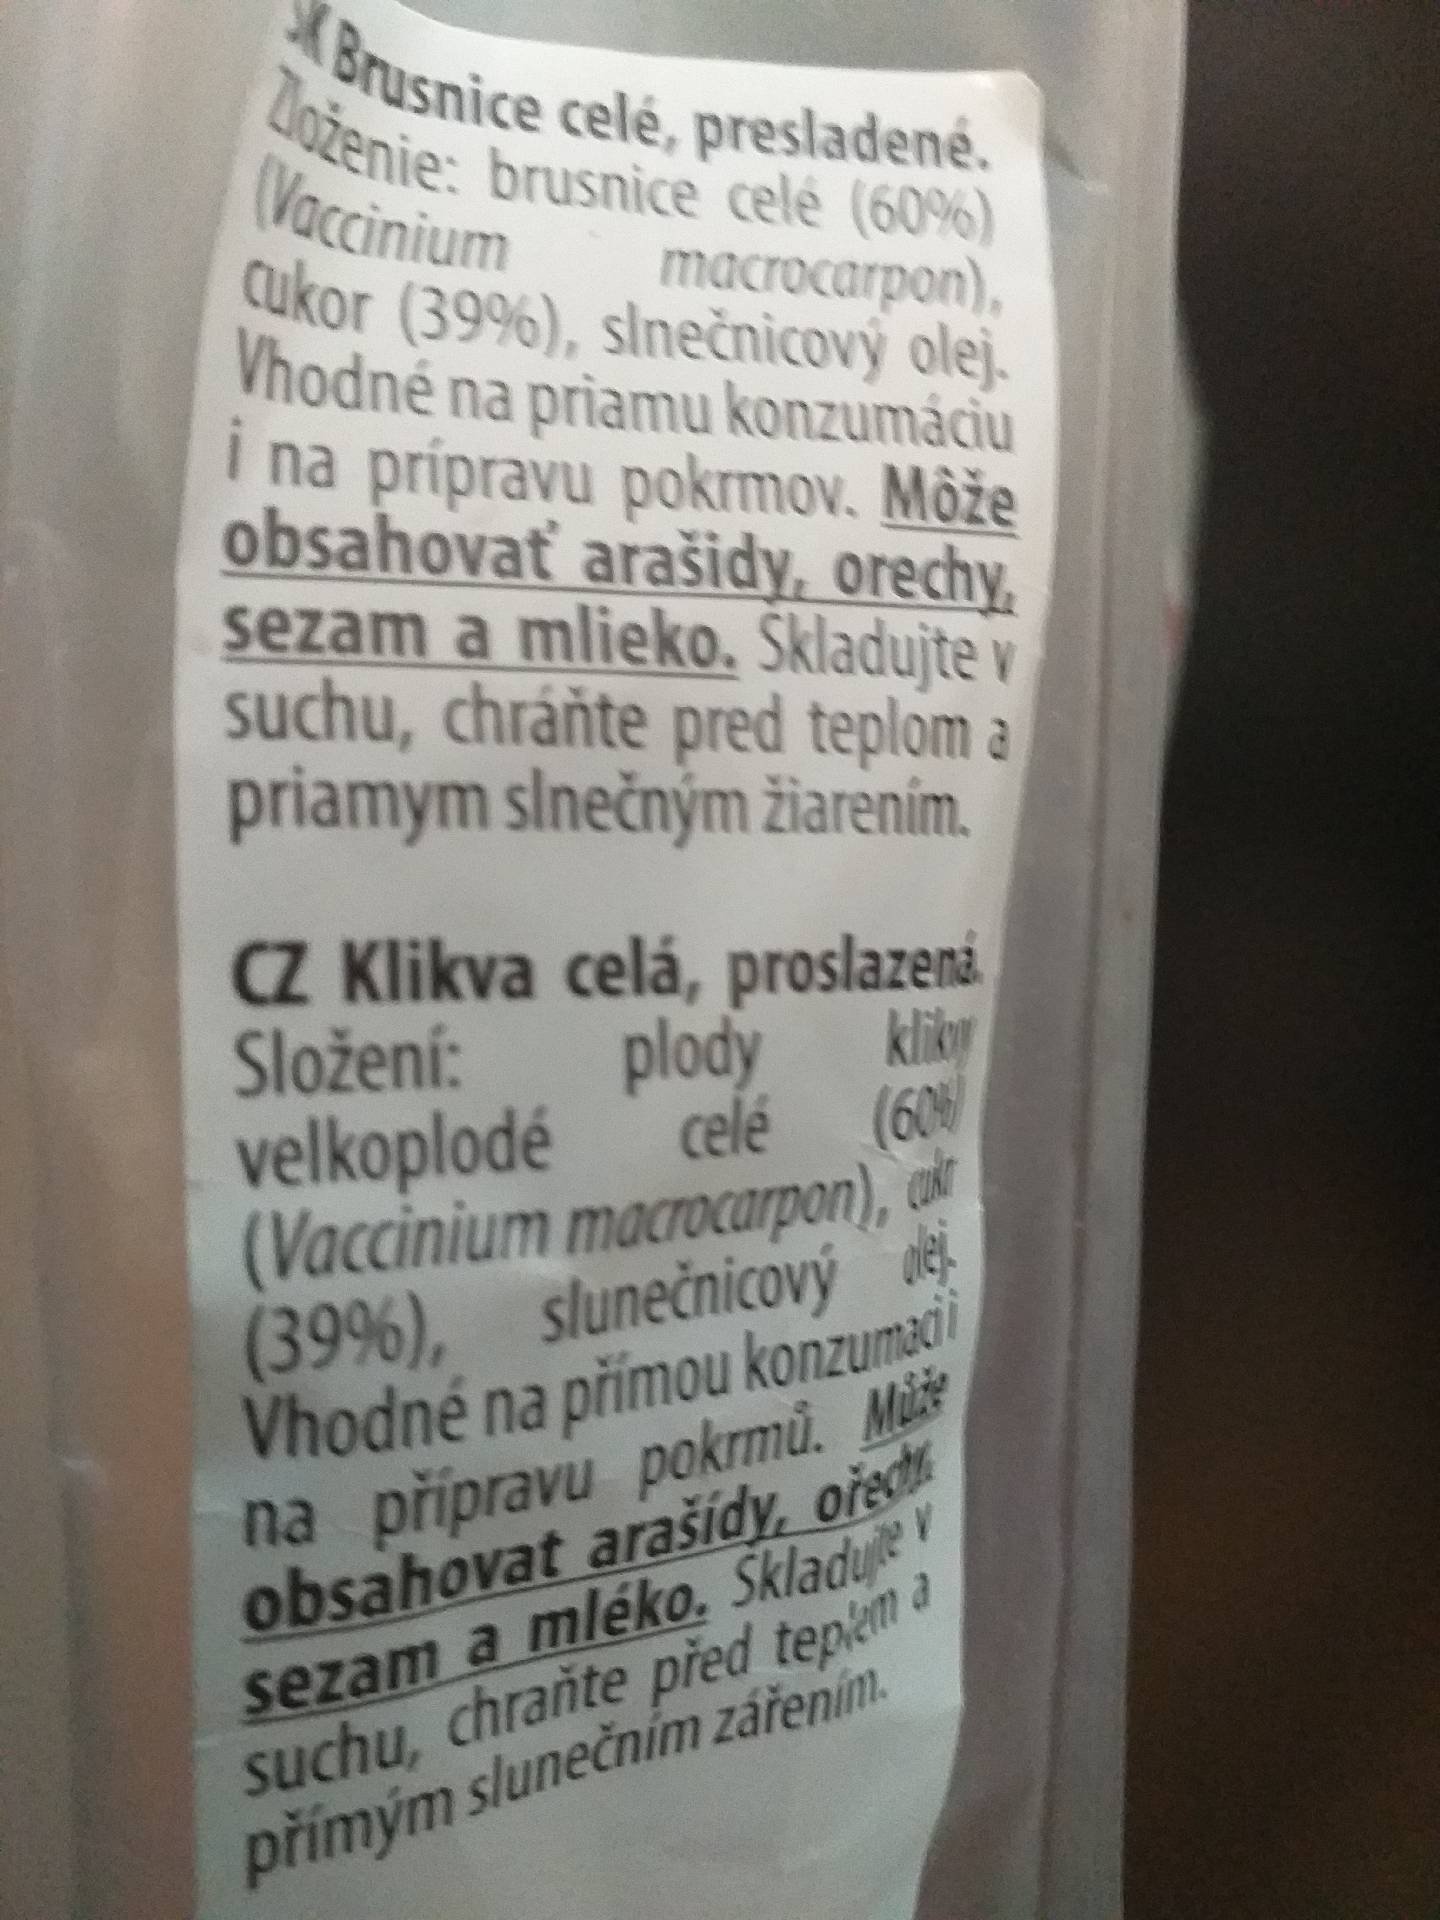 SK Brusnice celé, presladené.
Zloženie: brusnice celé (60%)
(Vaccinium macrocarpon),
cukor (39%), slnečnicový olej.
Vhodné na priamu konzumáciu
i na prípravu pokrmov. Môže
obsahovať arašidy, orechy,
sezam a mlieko. Skladujte v
suchu, chráňte pred teplom a
priamym slnečným žiarením.
CZ Klikva celá, proslazená.
Složení: plody klikvy
velkoplodé celé (60%)
(Vaccinium macrocarpon), cukr
(39%), slunečnicový olej.
Vhodné na přímou konzumaci i
na přípravu pokrmů. Může
obsahovat arašídy, ořechy,
sezam a mléko. Skladujte v
suchu, chraňte před teplem a
přímým slunečním zářením.